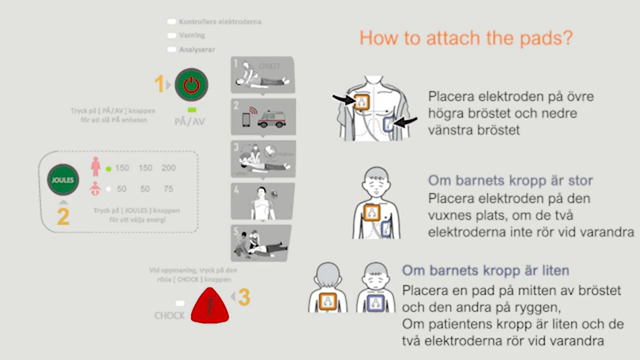 Kontrollera elektroderna
Varning
Analyserar
1
Tryck på [ PÅ/AV ] knappen
för att slå PÅ enheten
PÅ/AV
JOULES
150 150 200
50 50 75
2
Tryck på [ JOULES ] knappen
för att välja energi
Vid uppmaning, tryck på den
röda [ CHOCK ] knappen
CHOCK
3
1
2
3
4
5
How to attach the pads?
Placera elektroden på övre
högra bröstet och nedre
vänstra bröstet
Om barnets kropp är stor
Placera elektroden på den
vuxnes plats, om de två
elektroderna inte rör vid varandra
Om barnets kropp är liten
Placera en pad på mitten av bröstet
och den andra på ryggen,
Om patientens kropp är liten och de
två elektroderna rör vid varandra